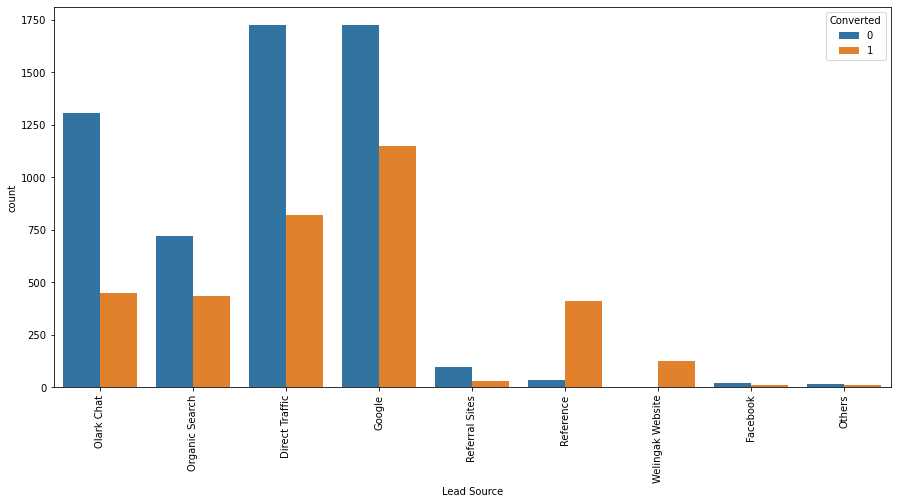 Converted
0
1
1750
1500
1250
1000
750
500
250
0
count
Olark Chat
Organic Search
Direct Traffic
Google
Referral Sites
Reference
Welingak Website
Facebook
Others
Lead Source